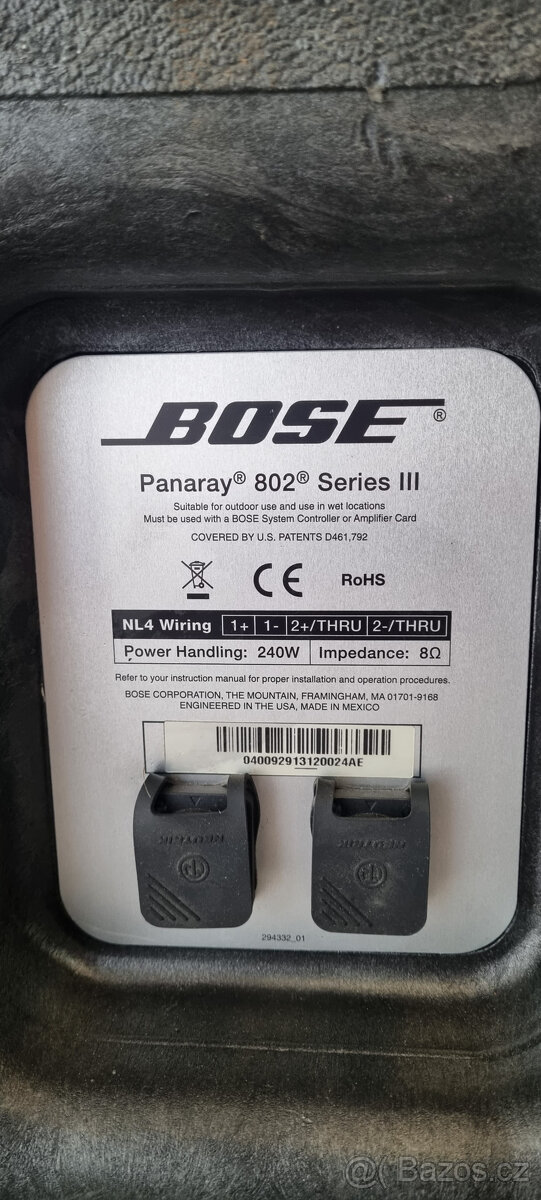 BOSE®
Panaray® 802® Series III
Suitable for outdoor use and use in wet locations
Must be used with a BOSE System Controller or Amplifier Card
COVERED BY U.S. PATENTS D461,792
CE RoHS
NL4 Wiring 1+ 1- 2+/THRU 2-/THRU
Power Handling: 240W Impedance: 8Ω
Refer to your instruction manual for proper installation and operation procedures.
BOSE CORPORATION, THE MOUNTAIN, FRAMINGHAM, MA 01701-9168
ENGINEERED IN THE USA, MADE IN MEXICO
040092913120024AE
NEUTRIK NEUTRIK
294332_01
Bazos.cz